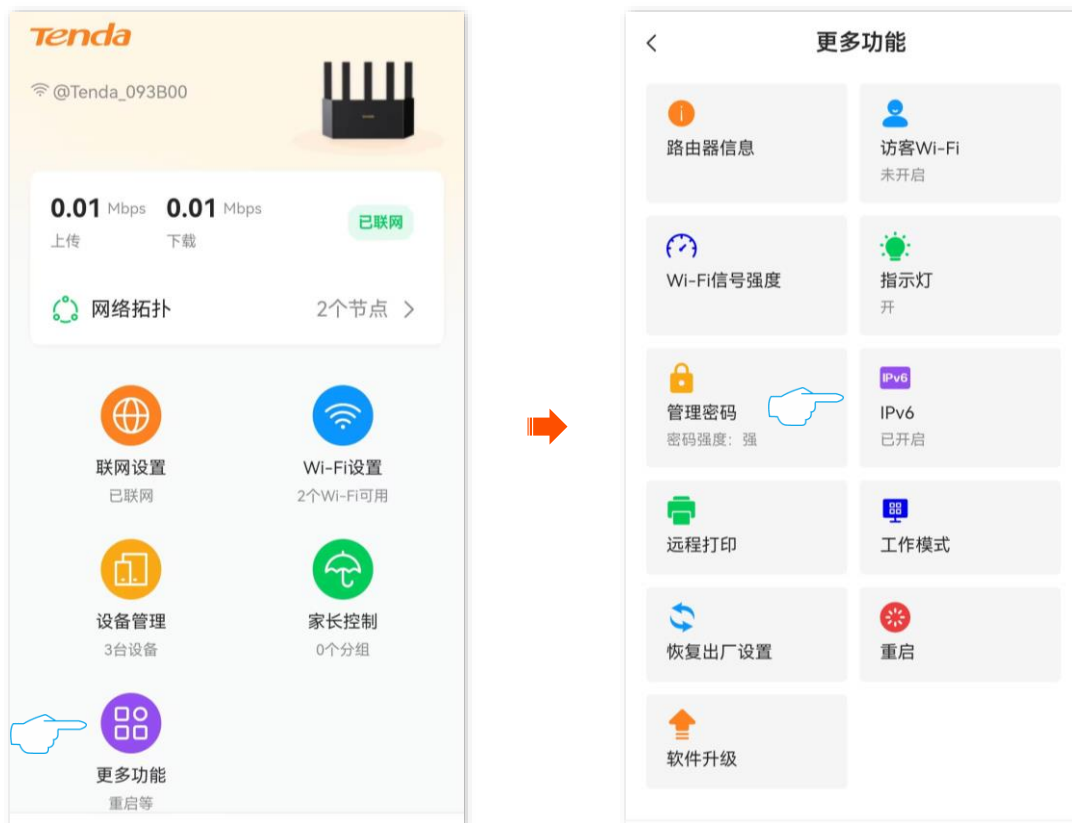 Tenda
@Tenda_093B00
0.01 Mbps 0.01 Mbps
上传 下载
已联网
网络拓扑 2个节点
联网设置 Wi-Fi设置
已联网 2个Wi-Fi可用
设备管理 家长控制
3台设备 0个分组
更多功能
重启等
更多功能
路由器信息 访客Wi-Fi
未开启
Wi-Fi信号强度 指示灯
开
IPv6
管理密码 IPv6
密码强度：强 已开启
远程打印 工作模式
恢复出厂设置 重启
软件升级